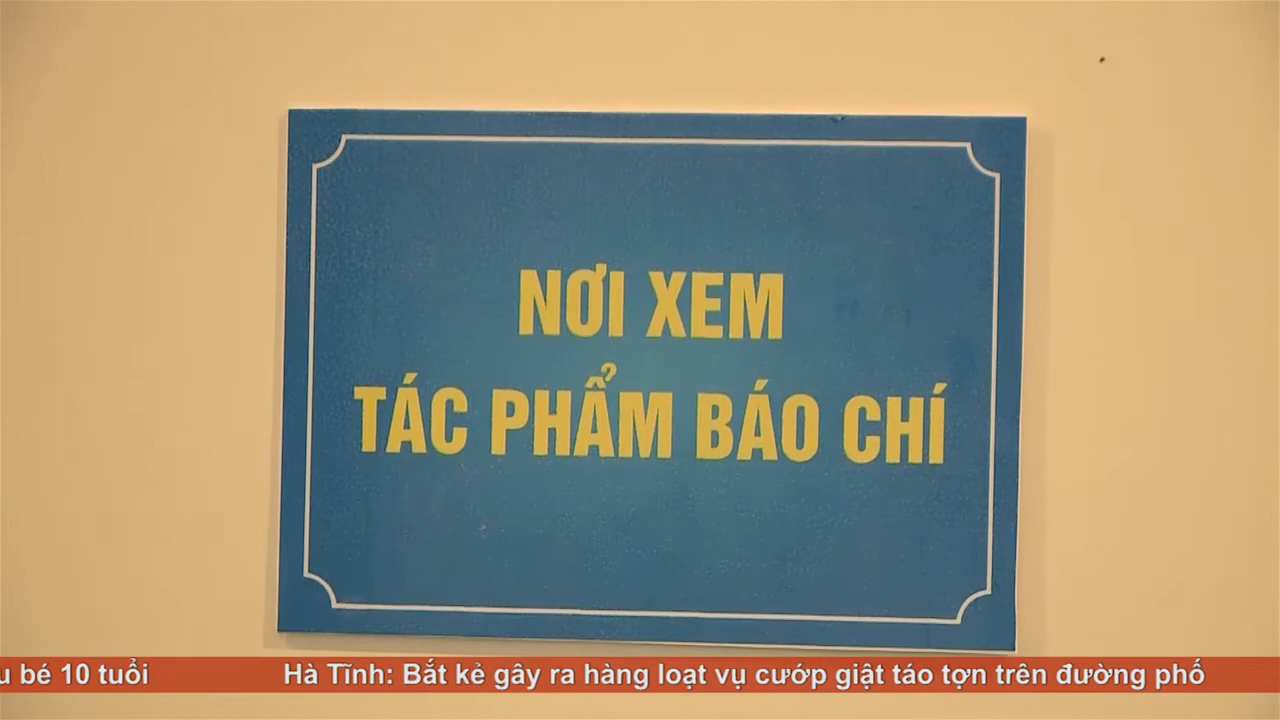 NƠI XEM
TÁC PHẨM BÁO CHÍ
bé 10 tuổi
Hà Tĩnh: Bắt kẻ gây ra hàng loạt vụ cướp giật táo tợn trên đường phố